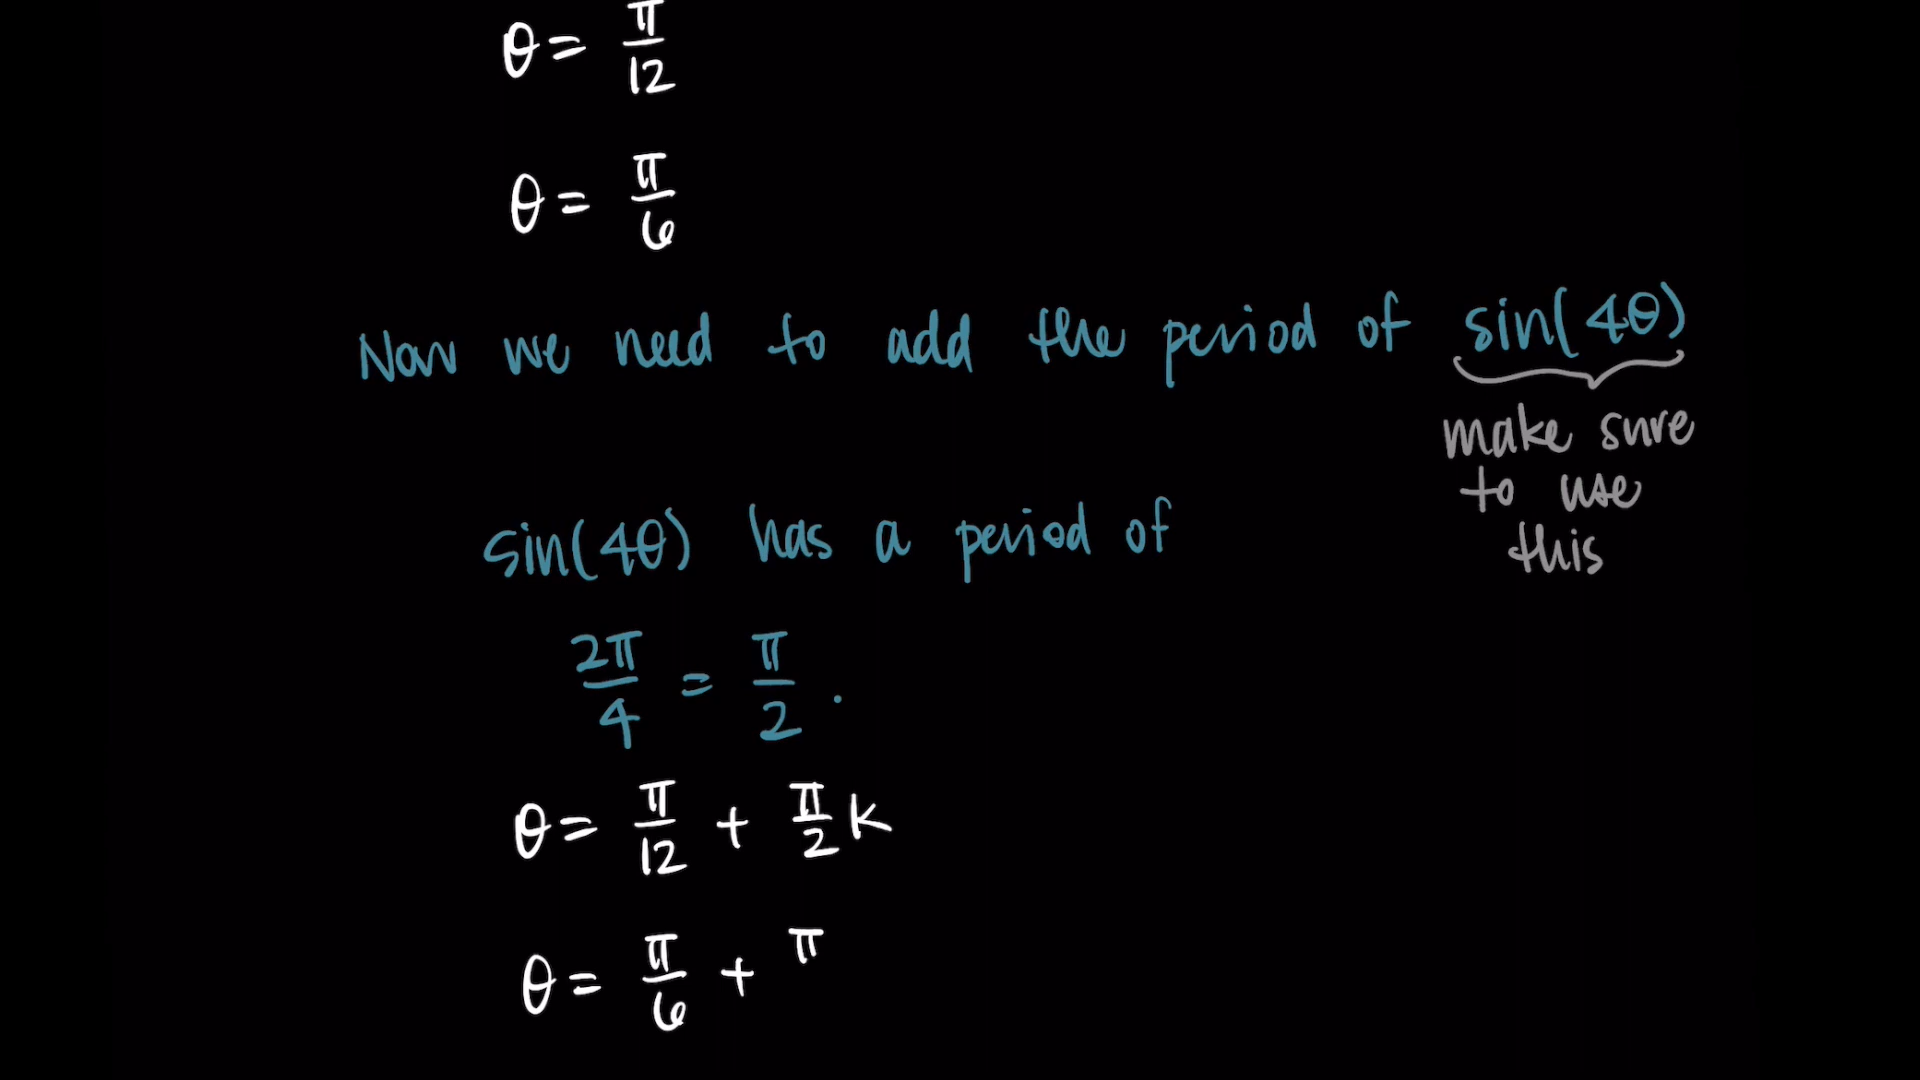 θ = π/12
θ = π/6
Now we need to add the period of sin(4θ)
make sure
to use
this
sin(4θ) has a period of
2π/4 = π/2 .
θ = π/12 + π/2 k
θ = π/6 + π